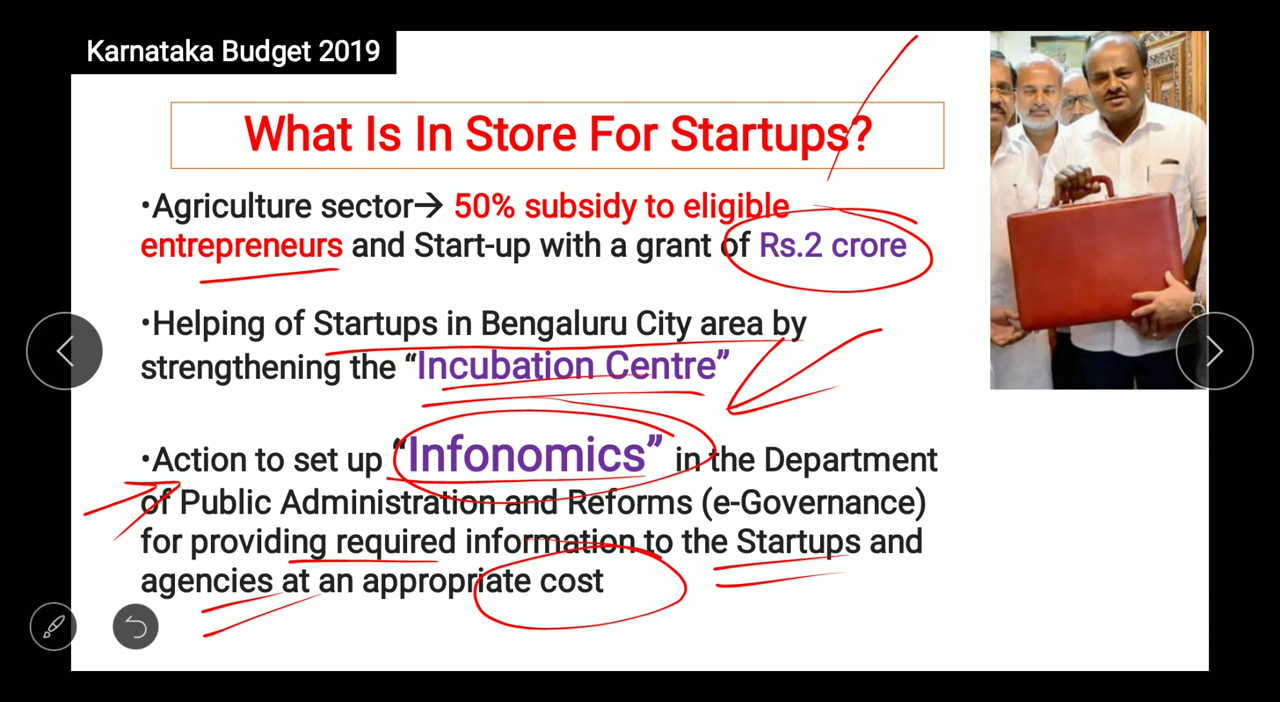 Karnataka Budget 2019
What Is In Store For Startups?
•Agriculture sector→ 50% subsidy to eligible
entrepreneurs and Start-up with a grant of Rs.2 crore
•Helping of Startups in Bengaluru City area by
strengthening the “Incubation Centre”
•Action to set up “Infonomics” in the Department
of Public Administration and Reforms (e-Governance)
for providing required information to the Startups and
agencies at an appropriate cost